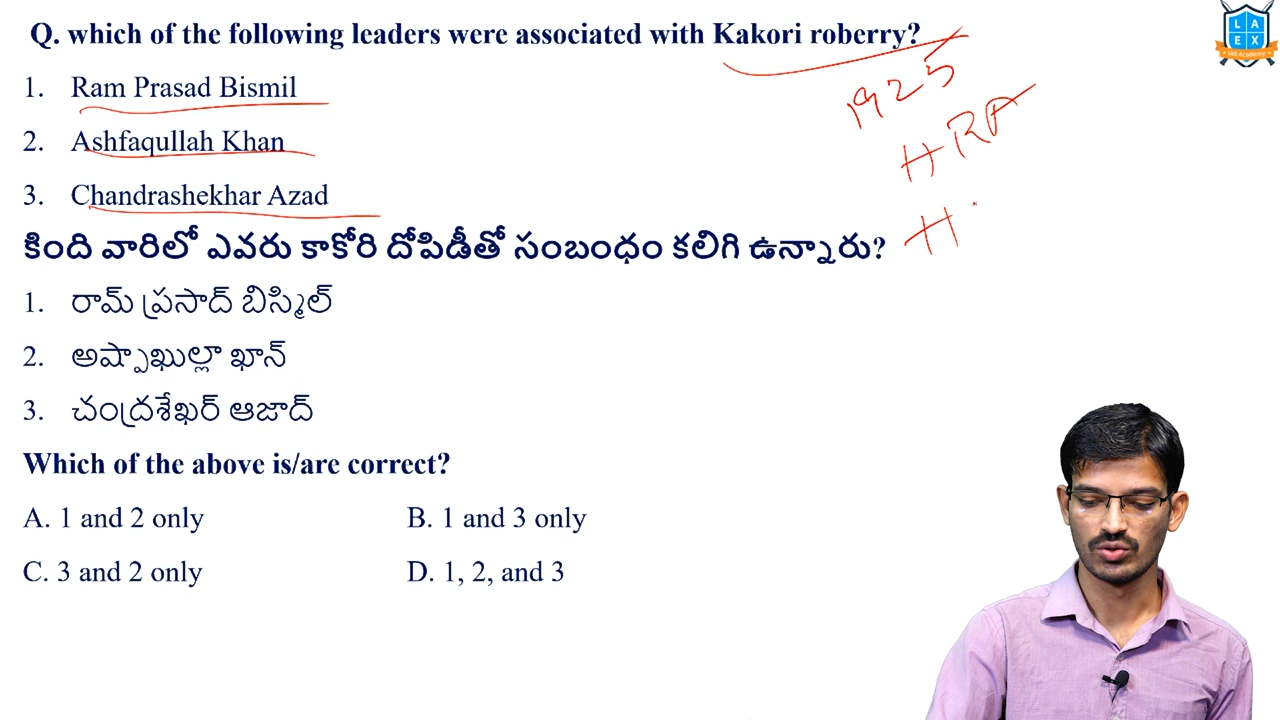 Q. which of the following leaders were associated with Kakori roberry?
1. Ram Prasad Bismil
2. Ashfaqullah Khan
3. Chandrashekhar Azad
1925
HRA
H
కింది వారిలో ఎవరు కాకోరి దోపిడీతో సంబంధం కలిగి ఉన్నారు?
1. రామ్ ప్రసాద్ బిస్మిల్
2. అష్ఫాఖుల్లా ఖాన్
3. చంద్రశేఖర్ ఆజాద్
Which of the above is/are correct?
A. 1 and 2 only B. 1 and 3 only
C. 3 and 2 only D. 1, 2, and 3
L A
E X
IAS Academy